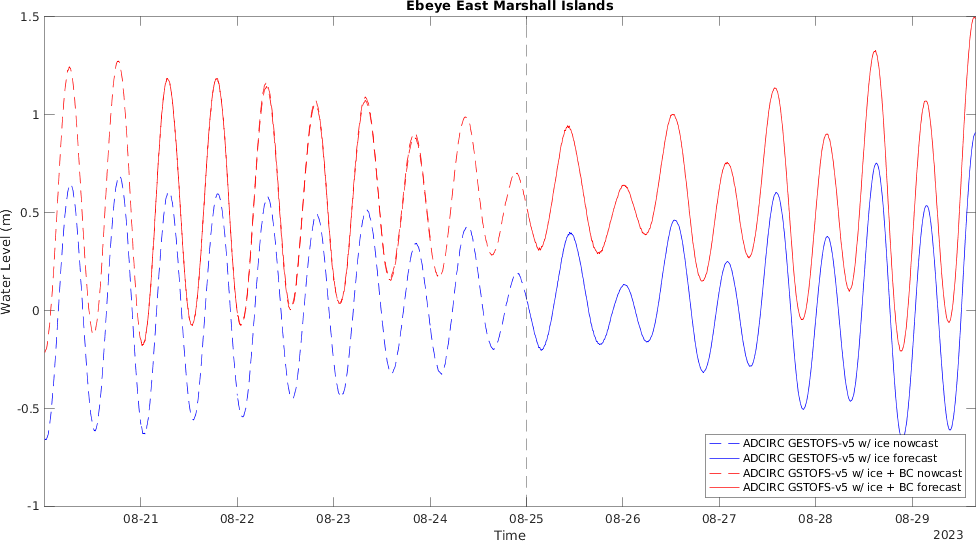 Ebeye East Marshall Islands
1.5
1
0.5
0
-0.5
-1
Water Level (m)
ADCIRC GESTOFS-v5 w/ ice nowcast
ADCIRC GESTOFS-v5 w/ ice forecast
ADCIRC GSTOFS-v5 w/ ice + BC nowcast
ADCIRC GSTOFS-v5 w/ ice + BC forecast
08-21 08-22 08-23 08-24 08-25 08-26 08-27 08-28 08-29
Time
2023